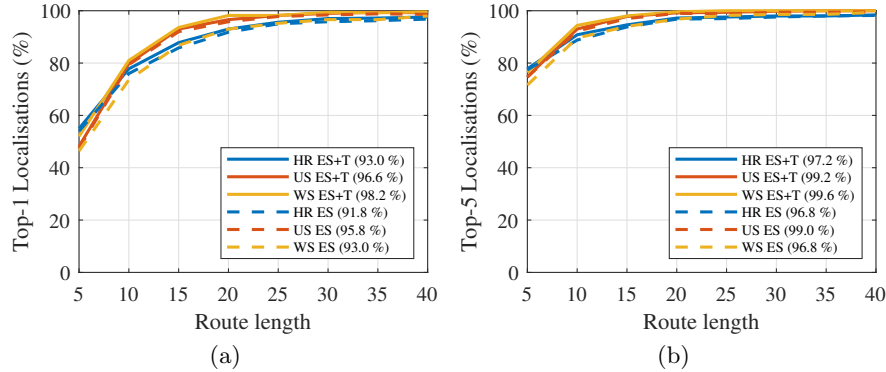 100
80
60
40
20
0
Top-1 Localisations (%)
HR ES+T (93.0 %)
US ES+T (96.6 %)
WS ES+T (98.2 %)
HR ES (91.8 %)
US ES (95.8 %)
WS ES (93.0 %)
5 10 15 20 25 30 35 40
Route length
(a)
100
80
60
40
20
0
Top-5 Localisations (%)
HR ES+T (97.2 %)
US ES+T (99.2 %)
WS ES+T (99.6 %)
HR ES (96.8 %)
US ES (99.0 %)
WS ES (96.8 %)
5 10 15 20 25 30 35 40
Route length
(b)